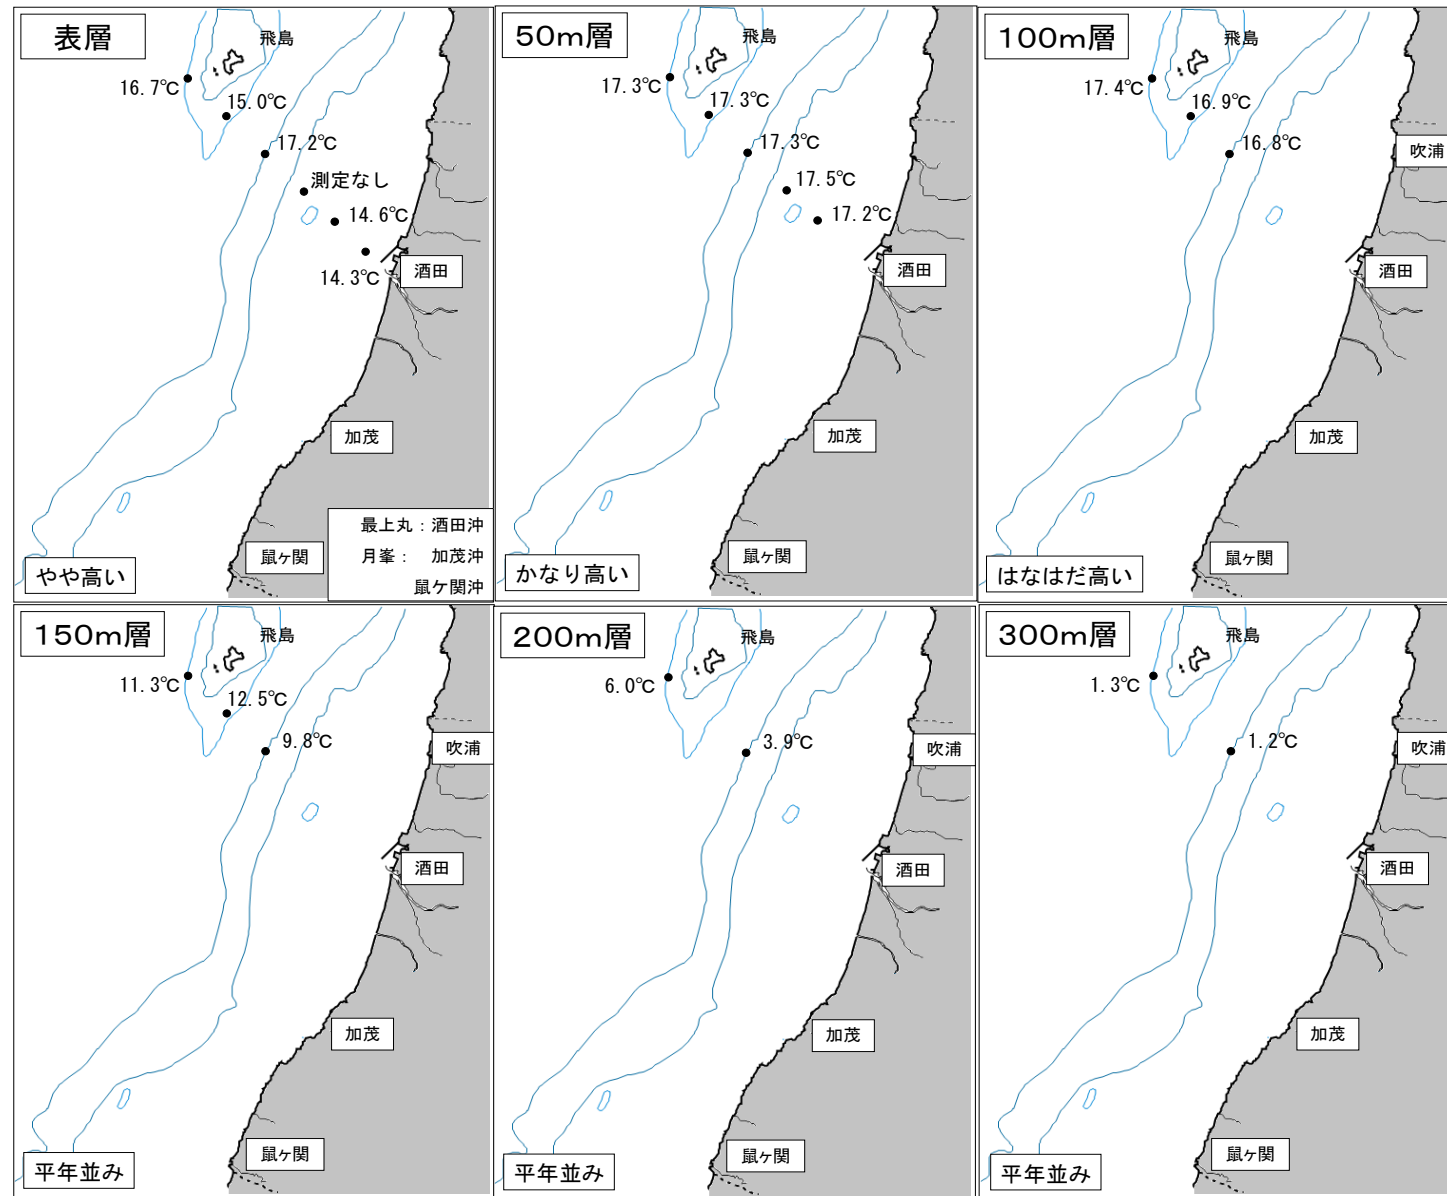 表層
飛島
16.7℃
15.0℃
17.2℃
測定なし
14.6℃
14.3℃
酒田
加茂
鼠ヶ関
最上丸：酒田沖
月峯： 加茂沖
鼠ケ関沖
やや高い
50m層
飛島
17.3℃
17.3℃
17.3℃
17.5℃
17.2℃
酒田
加茂
鼠ヶ関
かなり高い
100m層
飛島
17.4℃
16.9℃
16.8℃
吹浦
酒田
加茂
鼠ヶ関
はなはだ高い
150m層
飛島
11.3℃
12.5℃
9.8℃
吹浦
酒田
加茂
鼠ヶ関
平年並み
200m層
飛島
6.0℃
3.9℃
吹浦
酒田
加茂
鼠ヶ関
平年並み
300m層
飛島
1.3℃
1.2℃
吹浦
酒田
加茂
鼠ヶ関
平年並み